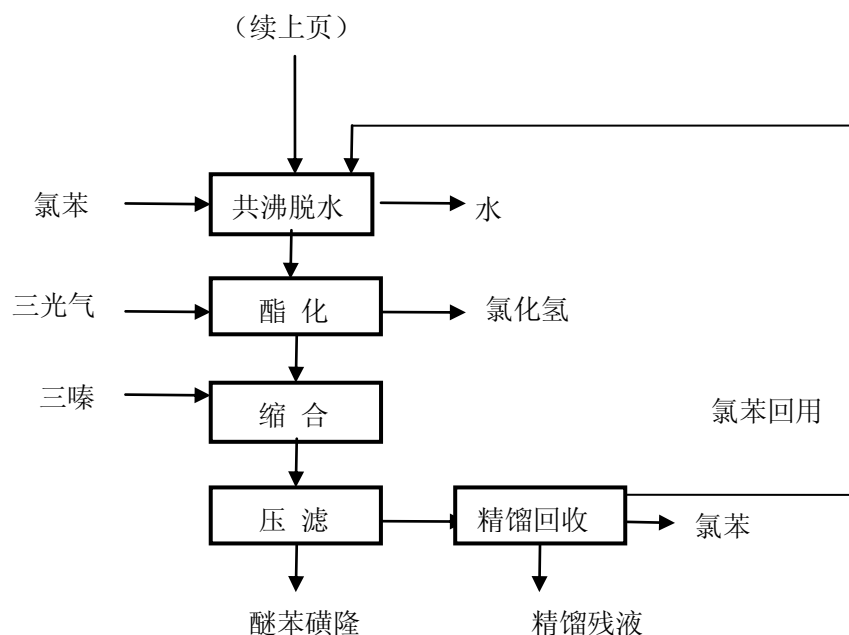 （续上页）
氯苯
共沸脱水
水
三光气
酯 化
氯化氢
三嗪
缩 合
氯苯回用
压 滤
精馏回收
氯苯
醚苯磺隆
精馏残液